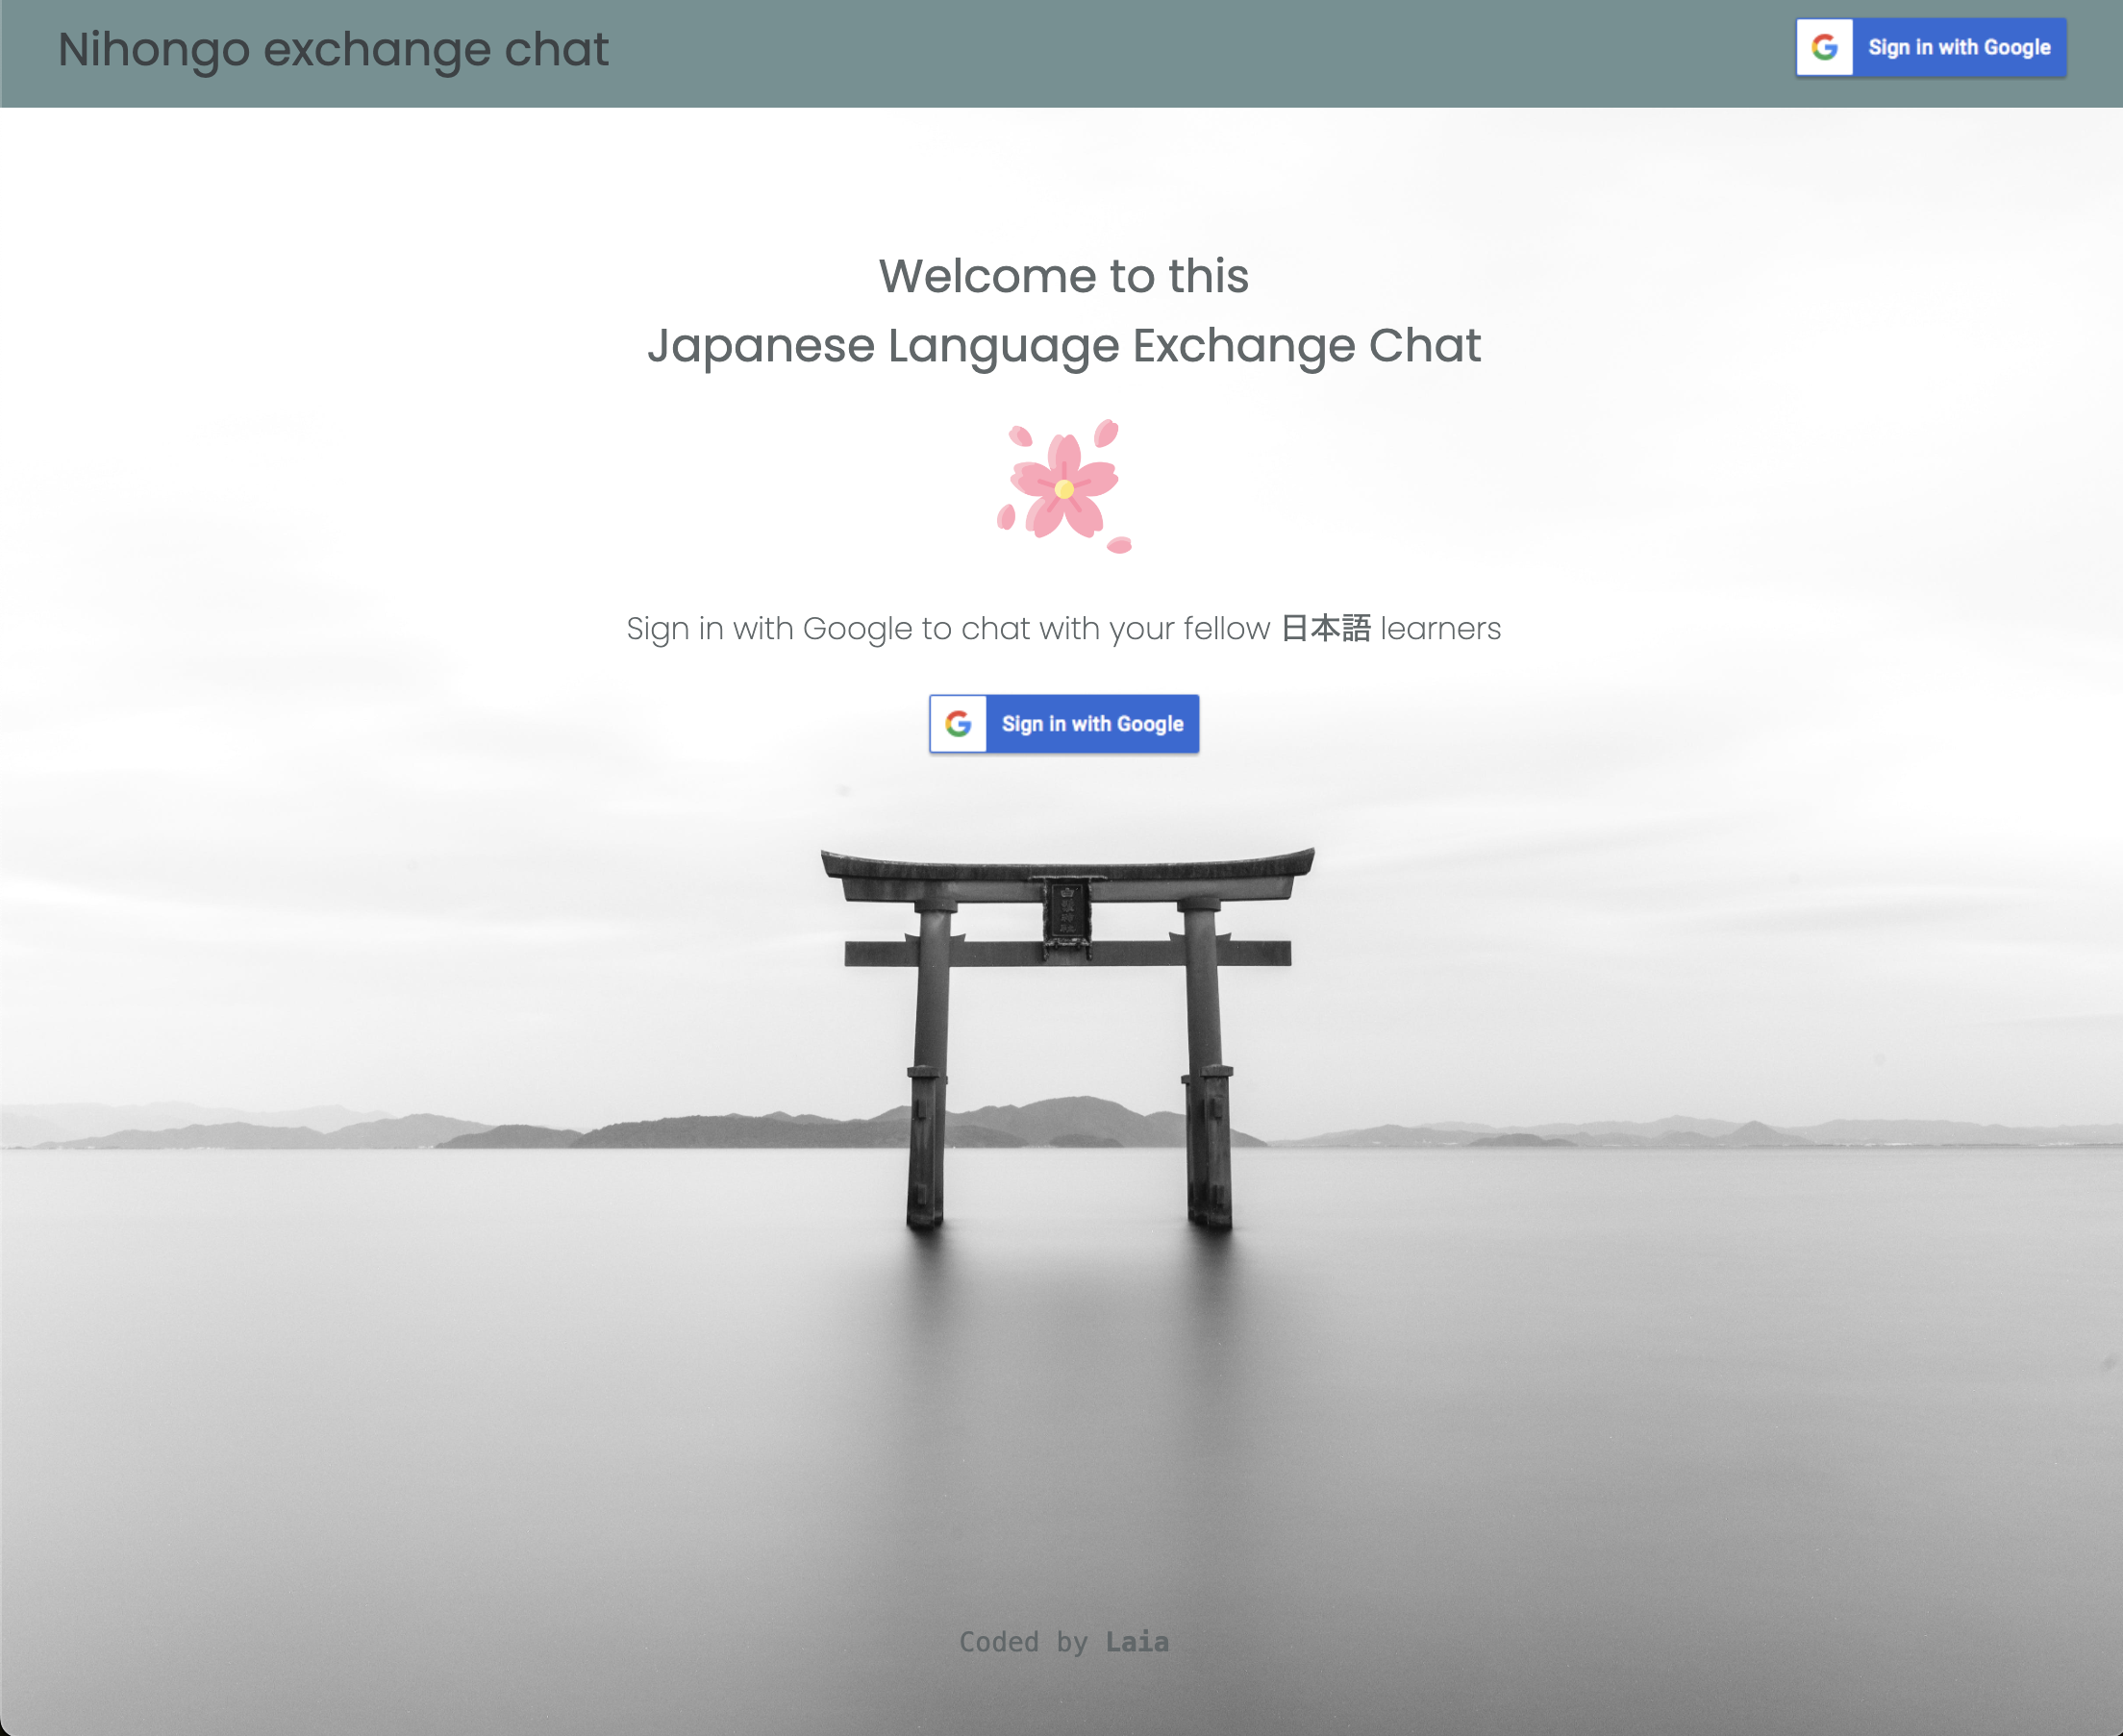 Nihongo exchange chat
Sign in with Google
Welcome to this
Japanese Language Exchange Chat
Sign in with Google to chat with your fellow 日本語 learners
Sign in with Google
Coded by Laia